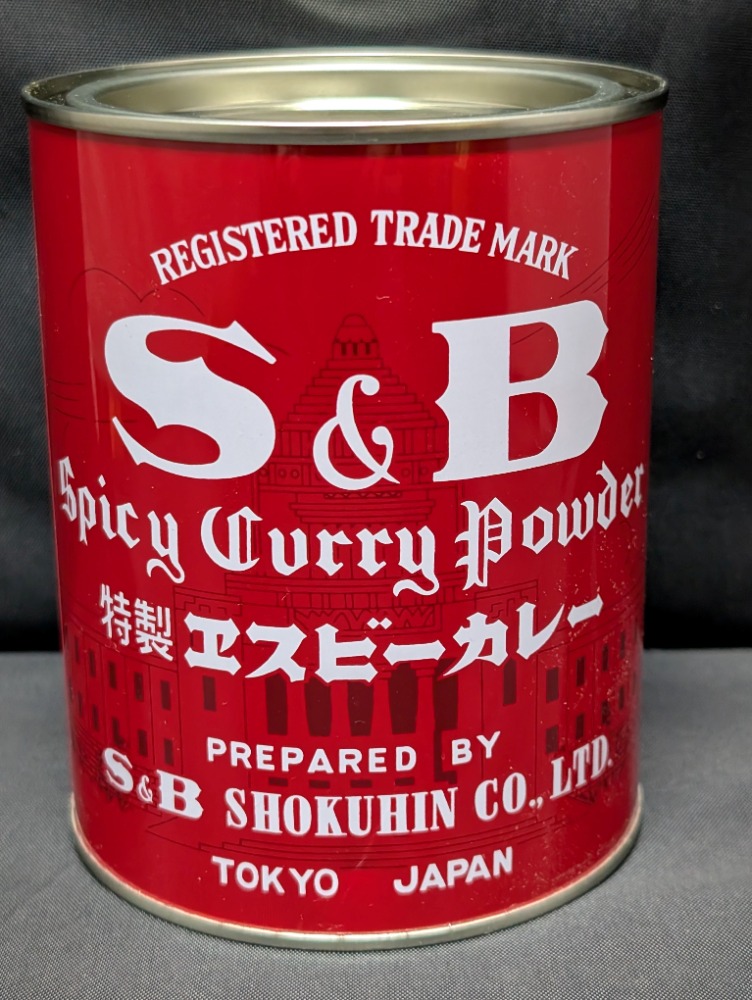 REGISTERED TRADE MARK
S & B
Spicy Curry Powder
特製 ヱスビーカレー
PREPARED BY
S&B SHOKUHIN CO., LTD.
TOKYO JAPAN